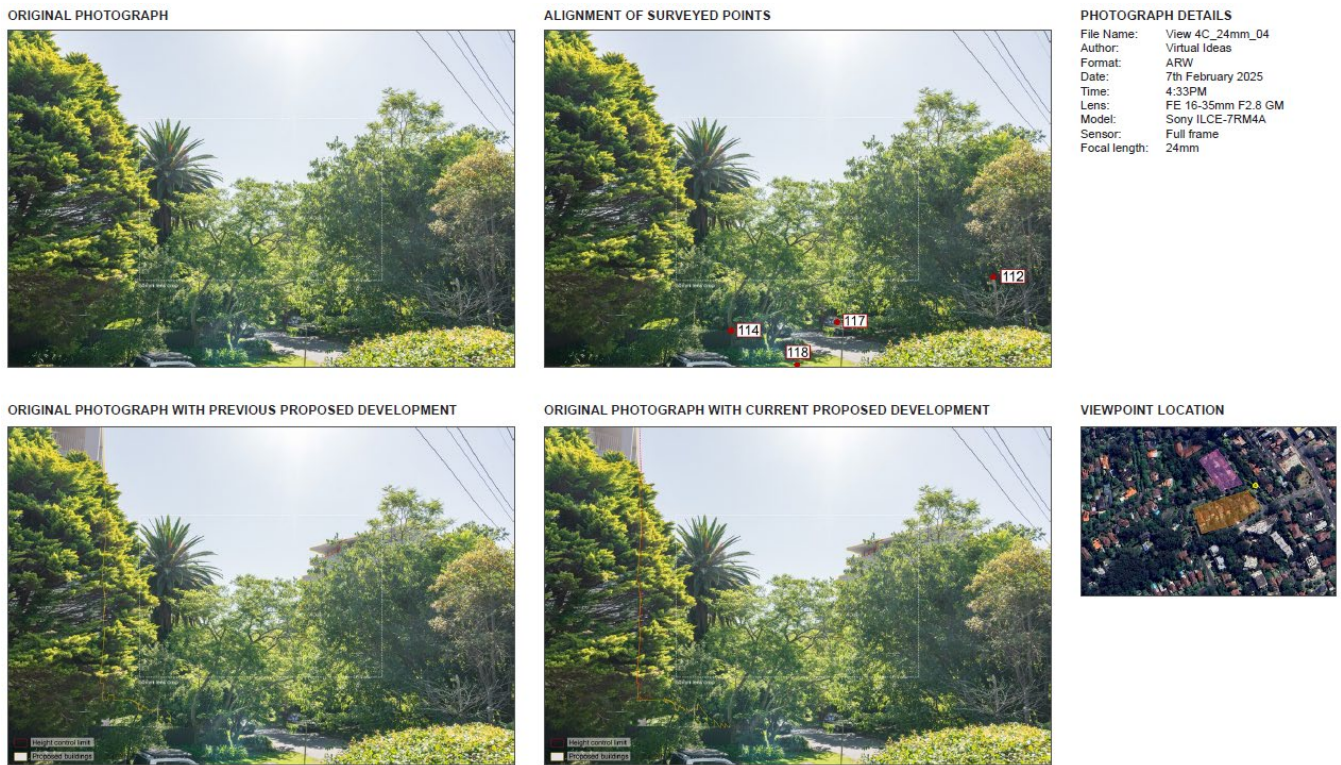 ORIGINAL PHOTOGRAPH
ALIGNMENT OF SURVEYED POINTS
112
114
117
118
PHOTOGRAPH DETAILS
File Name: View 4C_24mm_04
Author: Virtual Ideas
Format: ARW
Date: 7th February 2025
Time: 4:33PM
Lens: FE 16-35mm F2.8 GM
Model: Sony ILCE-7RM4A
Sensor: Full frame
Focal length: 24mm
ORIGINAL PHOTOGRAPH WITH PREVIOUS PROPOSED DEVELOPMENT
Height control limit
Proposed buildings
ORIGINAL PHOTOGRAPH WITH CURRENT PROPOSED DEVELOPMENT
Height control limit
Proposed buildings
VIEWPOINT LOCATION